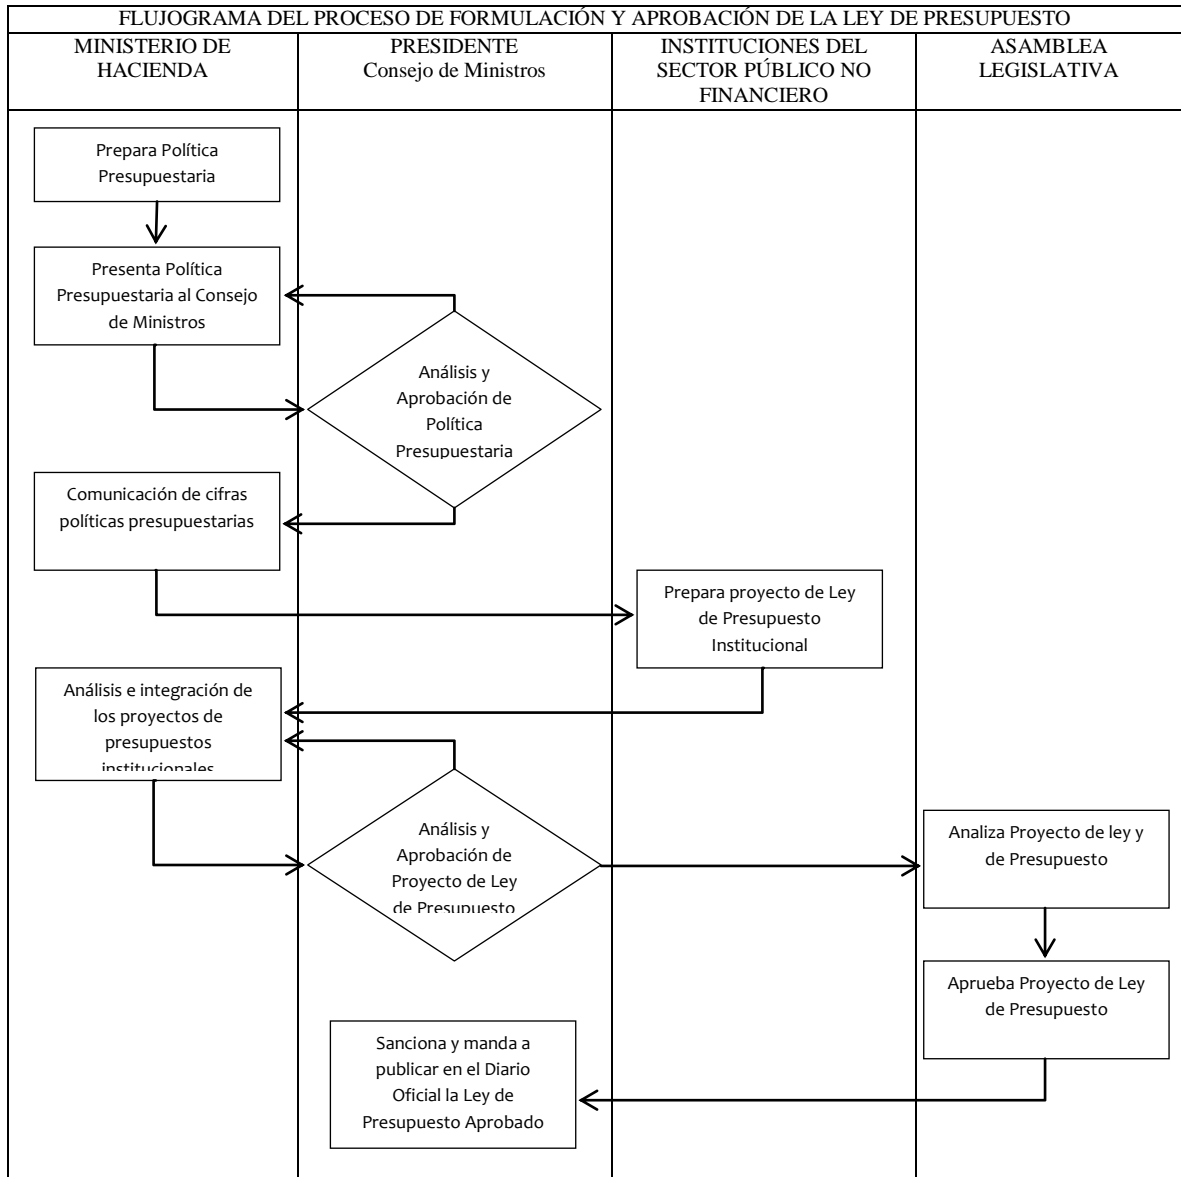 FLUJOGRAMA DEL PROCESO DE FORMULACIÓN Y APROBACIÓN DE LA LEY DE PRESUPUESTO
MINISTERIO DE
HACIENDA
PRESIDENTE
Consejo de Ministros
INSTITUCIONES DEL
SECTOR PÚBLICO NO
FINANCIERO
ASAMBLEA
LEGISLATIVA
Prepara Política
Presupuestaria
Presenta Política
Presupuestaria al Consejo
de Ministros
Análisis y
Aprobación de
Política
Presupuestaria
Comunicación de cifras
políticas presupuestarias
Prepara proyecto de Ley
de Presupuesto
Institucional
Análisis e integración de
los proyectos de
presupuestos
institucionales
Análisis y
Aprobación de
Proyecto de Ley
de Presupuesto
Analiza Proyecto de ley y
de Presupuesto
Aprueba Proyecto de Ley
de Presupuesto
Sanciona y manda a
publicar en el Diario
Oficial la Ley de
Presupuesto Aprobado